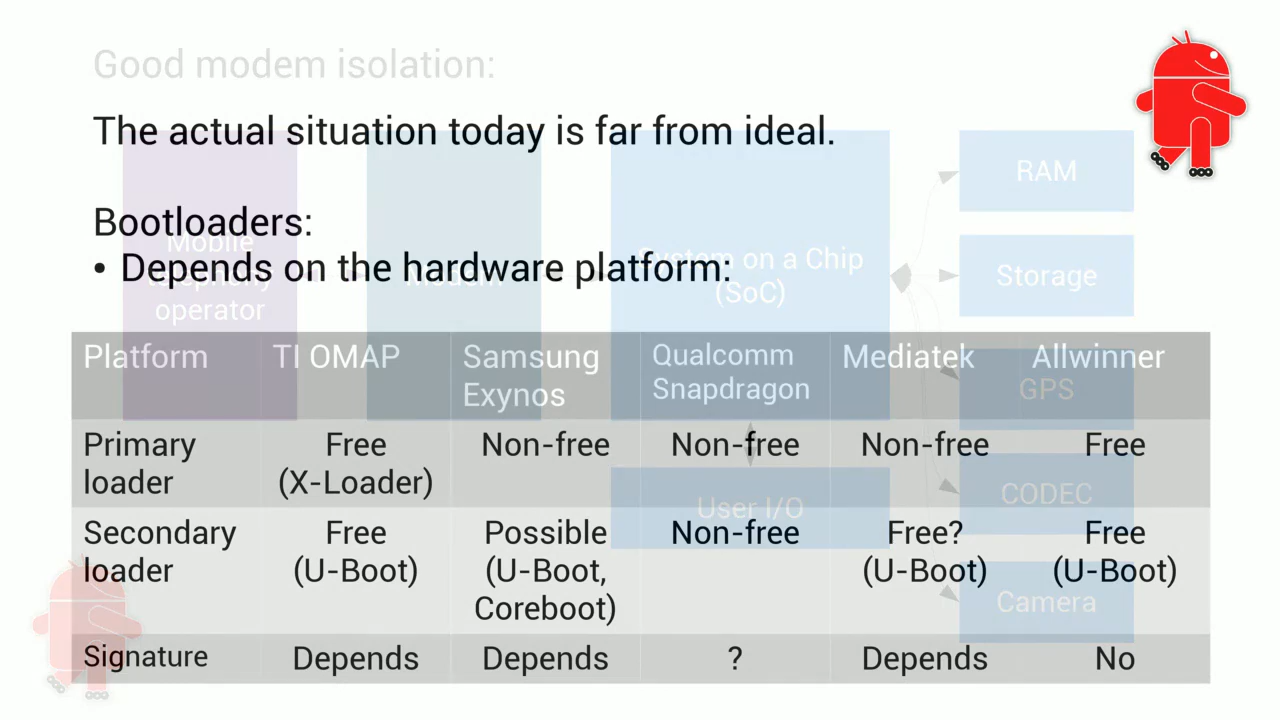 Good modem isolation:
The actual situation today is far from ideal.
Bootloaders:
• Depends on the hardware platform:
Mobile
telephony
operator
Modem
System on a Chip
(SoC)
RAM
Storage
GPS
CODEC
Camera
User I/O
Platform TI OMAP Samsung Exynos Qualcomm Snapdragon Mediatek Allwinner
Primary loader Free (X-Loader) Non-free Non-free Non-free Free
Secondary loader Free (U-Boot) Possible (U-Boot, Coreboot) Non-free Free? (U-Boot) Free (U-Boot)
Signature Depends Depends ? Depends No